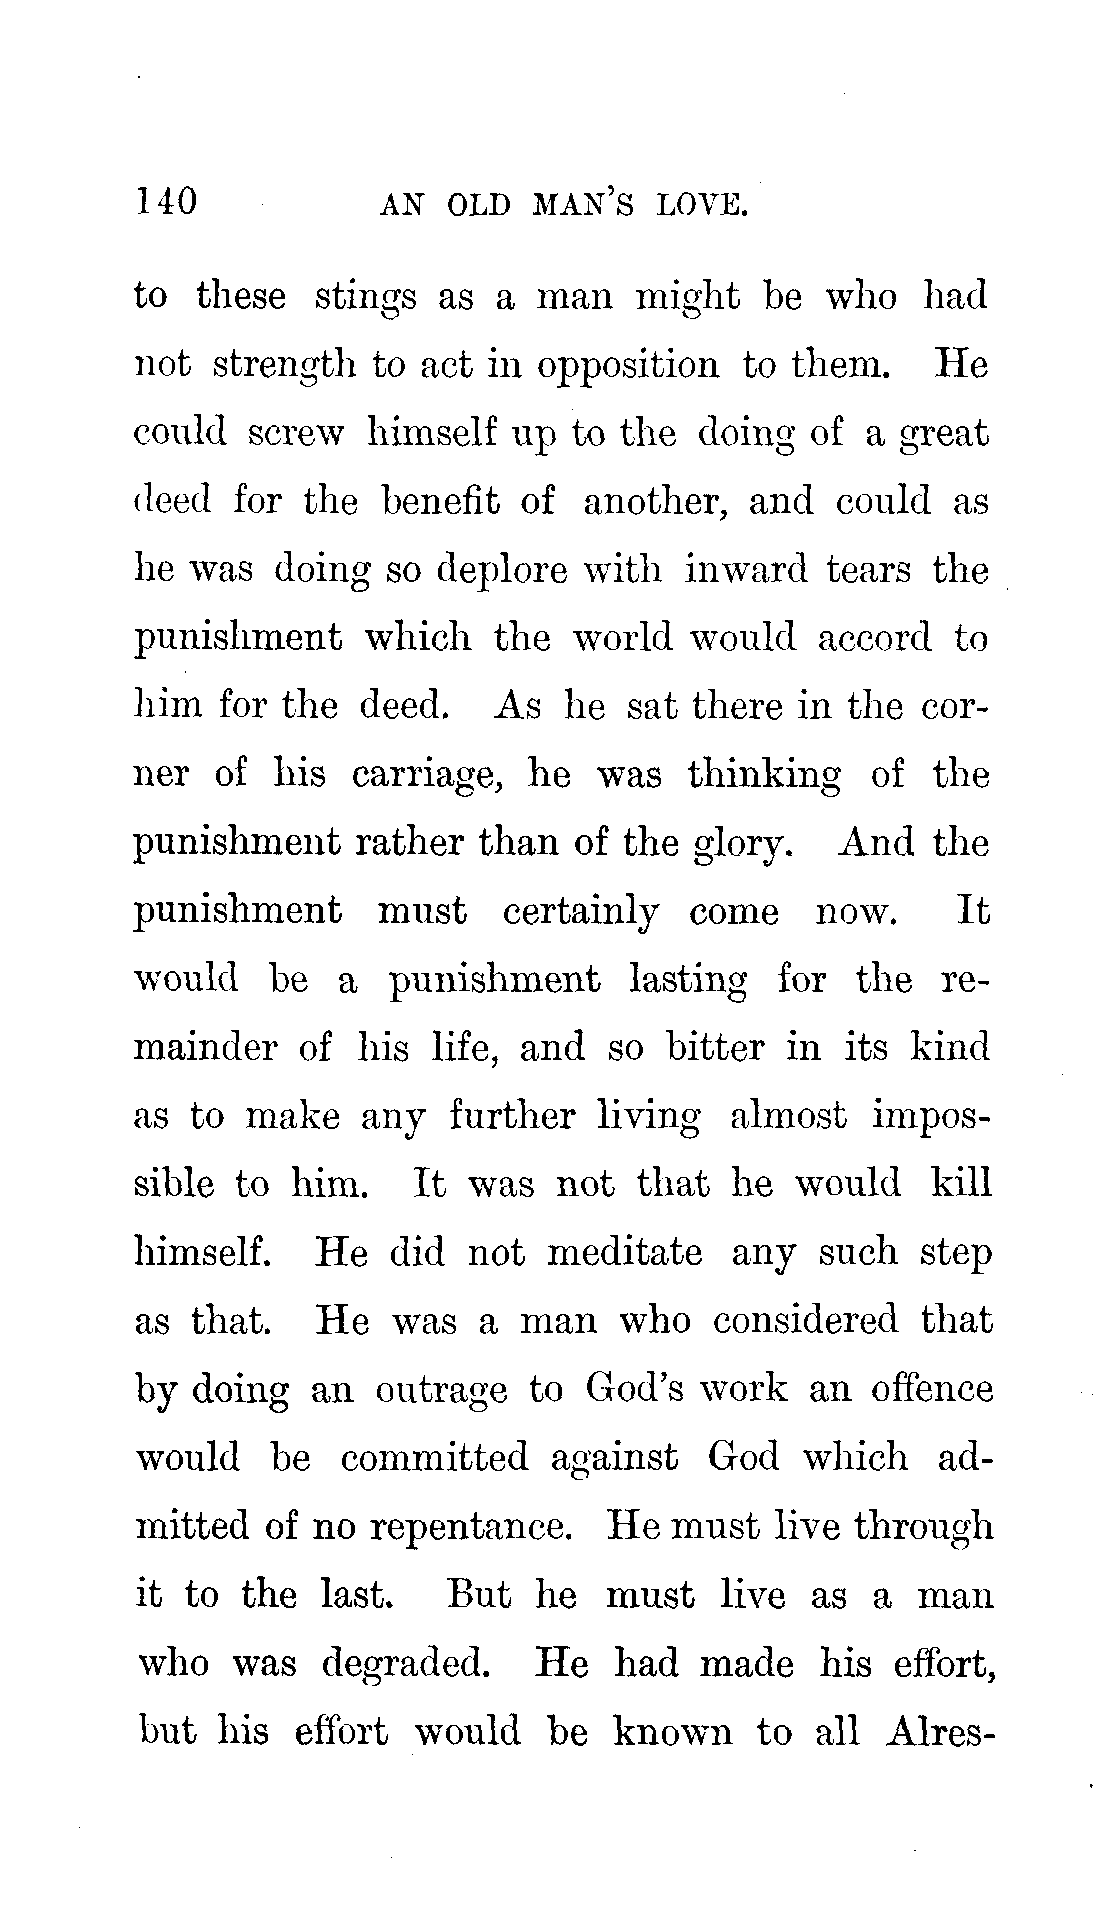 140 AN OLD MAN'S LOVE.
to these stings as a man might be who had
not strength to act in opposition to them. He
could screw himself up to the doing of a great
deed for the benefit of another, and could as
he was doing so deplore with inward tears the
punishment which the world would accord to
him for the deed. As he sat there in the cor-
ner of his carriage, he was thinking of the
punishment rather than of the glory. And the
punishment must certainly come now. It
would be a punishment lasting for the re-
mainder of his life, and so bitter in its kind
as to make any further living almost impos-
sible to him. It was not that he would kill
himself. He did not meditate any such step
as that. He was a man who considered that
by doing an outrage to God's work an offence
would be committed against God which ad-
mitted of no repentance. He must live through
it to the last. But he must live as a man
who was degraded. He had made his effort,
but his effort would be known to all Alres-